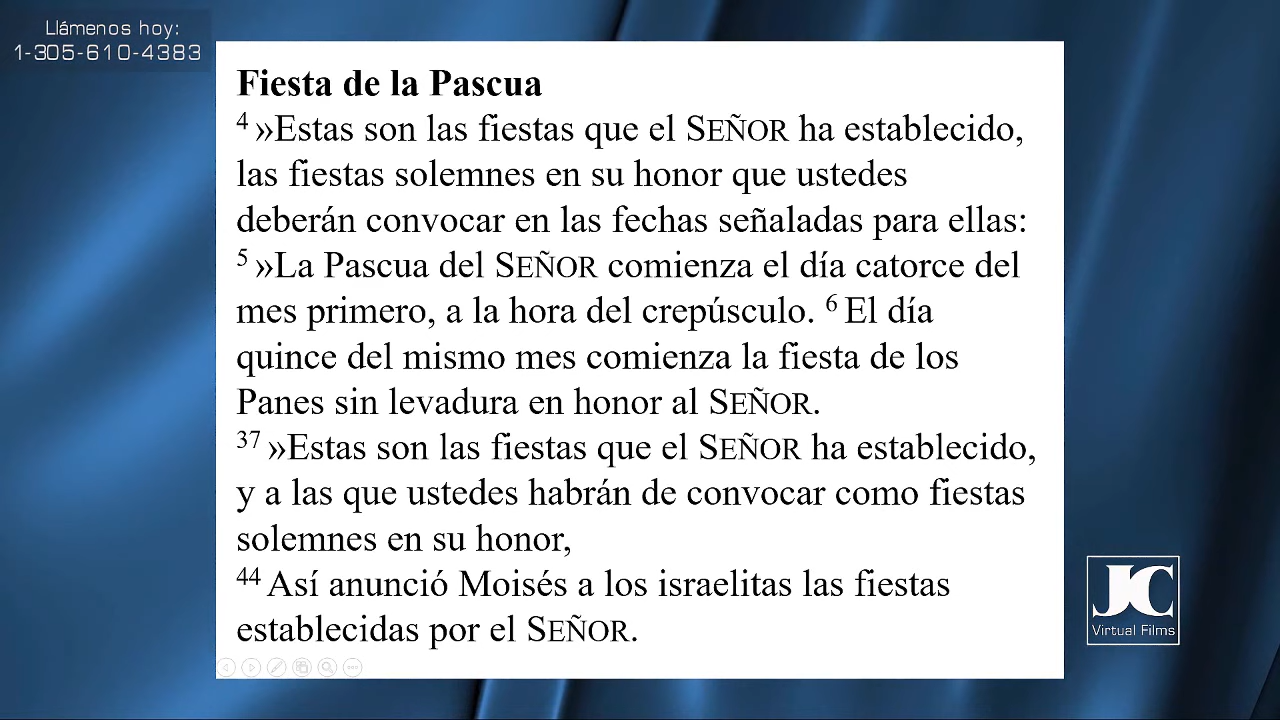 Llámenos hoy:
1-305-610-4383
Fiesta de la Pascua
4 »Estas son las fiestas que el SEÑOR ha establecido,
las fiestas solemnes en su honor que ustedes
deberán convocar en las fechas señaladas para ellas:
5 »La Pascua del SEÑOR comienza el día catorce del
mes primero, a la hora del crepúsculo. 6 El día
quince del mismo mes comienza la fiesta de los
Panes sin levadura en honor al SEÑOR.
37 »Estas son las fiestas que el SEÑOR ha establecido,
y a las que ustedes habrán de convocar como fiestas
solemnes en su honor,
44 Así anunció Moisés a los israelitas las fiestas
establecidas por el SEÑOR.
JC
Virtual Films